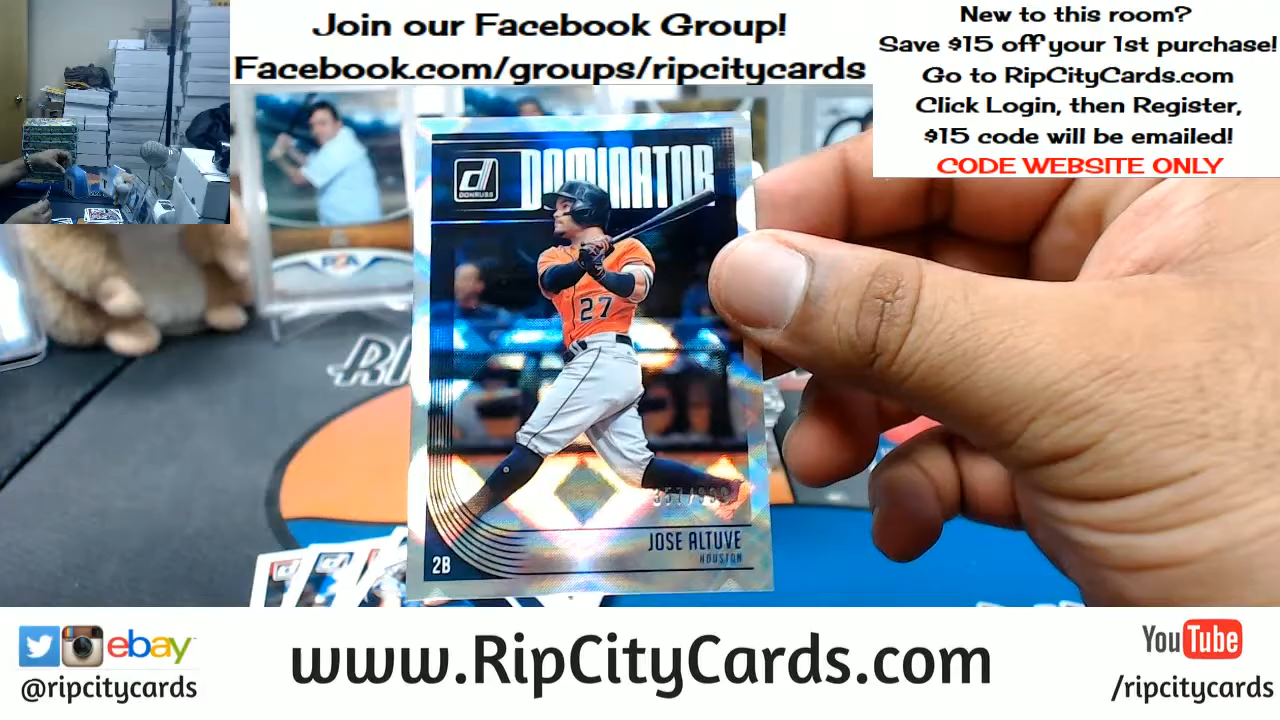 Join our Facebook Group!
Facebook.com/groups/ripcitycards
New to this room?
Save $15 off your 1st purchase!
Go to RipCityCards.com
Click Login, then Register,
$15 code will be emailed!
CODE WEBSITE ONLY
DONRUSS
DOMINATOR
27
JOSE ALTUVE
HOUSTON
2B
ebay
@ripcitycards
www.RipCityCards.com
YouTube
/ripcitycards